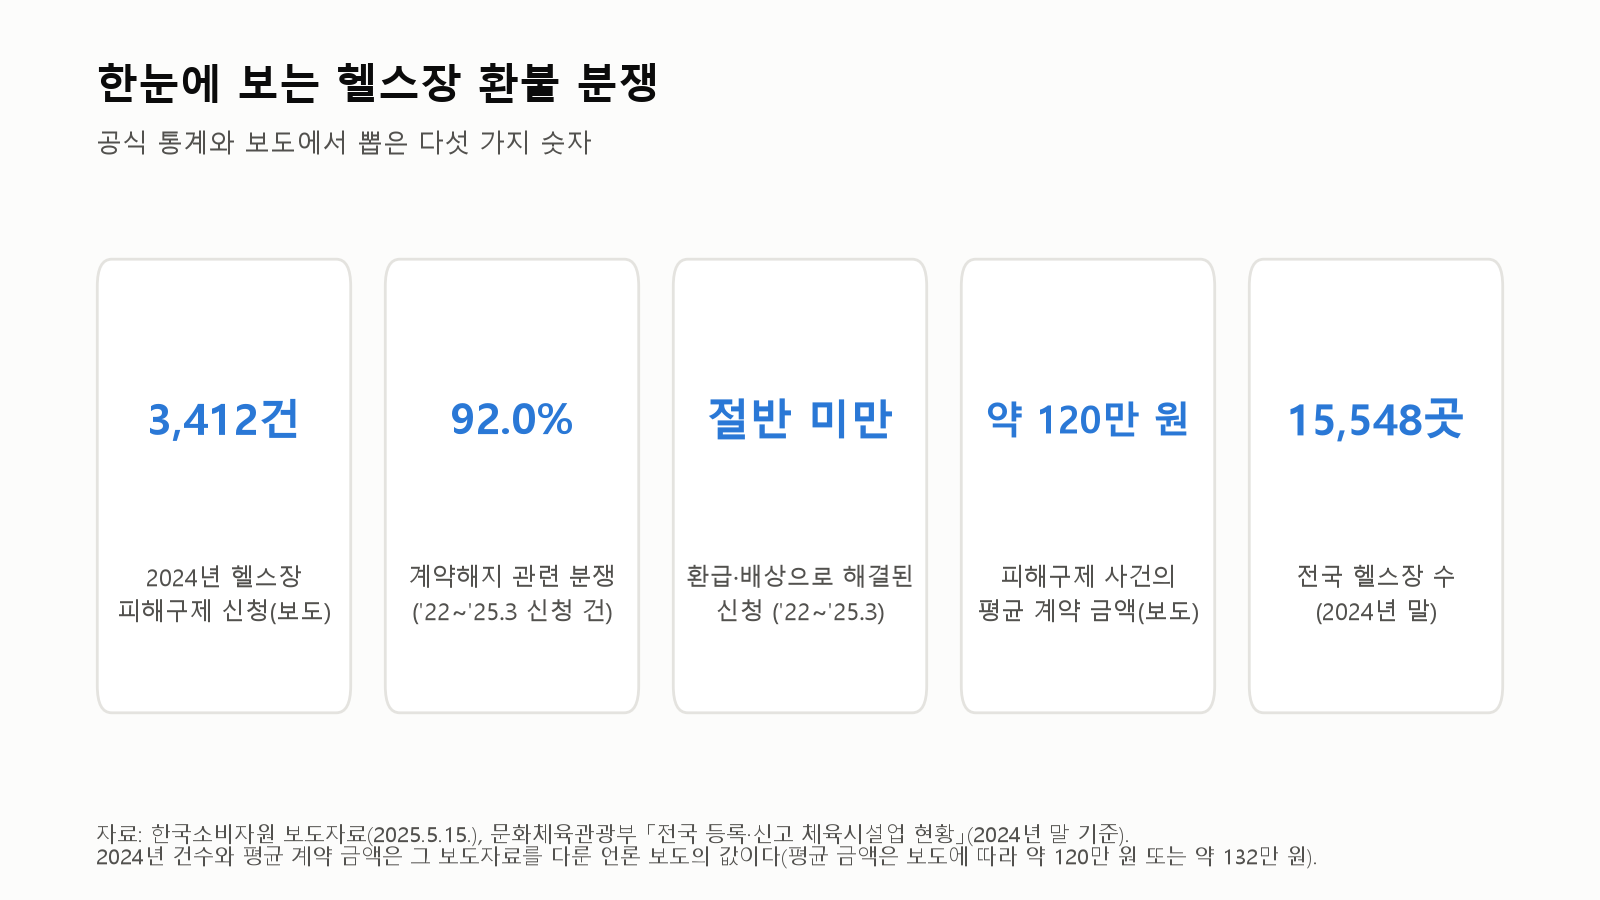 한눈에 보는 헬스장 환불 분쟁
공식 통계와 보도에서 뽑은 다섯 가지 숫자
3,412건
2024년 헬스장
피해구제 신청(보도)
92.0%
계약해지 관련 분쟁
('22~'25.3 신청 건)
절반 미만
환급·배상으로 해결된
신청 ('22~'25.3)
약 120만 원
피해구제 사건의
평균 계약 금액(보도)
15,548곳
전국 헬스장 수
(2024년 말)
자료: 한국소비자원 보도자료(2025.5.15.), 문화체육관광부 「전국 등록·신고 체육시설업 현황」(2024년 말 기준).
2024년 건수와 평균 계약 금액은 그 보도자료를 다룬 언론 보도의 값이다(평균 금액은 보도에 따라 약 120만 원 또는 약 132만 원).